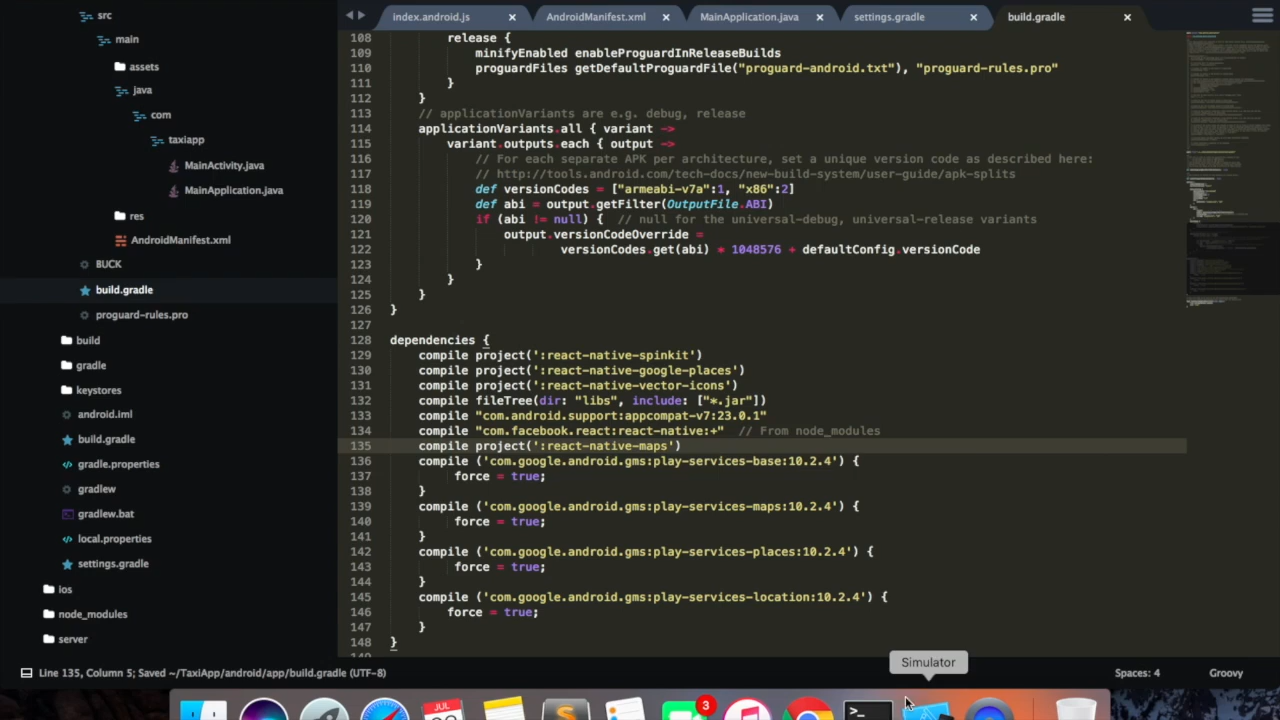 src
main
assets
java
com
taxiapp
MainActivity.java
MainApplication.java
res
AndroidManifest.xml
BUCK
build.gradle
proguard-rules.pro
build
gradle
keystores
android.iml
build.gradle
gradle.properties
gradlew
gradlew.bat
local.properties
settings.gradle
ios
node_modules
server
index.android.js
AndroidManifest.xml
MainApplication.java
settings.gradle
build.gradle
108 release {
109 minifyEnabled enableProguardInReleaseBuilds
110 proguardFiles getDefaultProguardFile("proguard-android.txt"), "proguard-rules.pro"
111 }
112 }
113 // applicationVariants are e.g. debug, release
114 applicationVariants.all { variant ->
115 variant.outputs.each { output ->
116 // For each separate APK per architecture, set a unique version code as described here:
117 // http://tools.android.com/tech-docs/new-build-system/user-guide/apk-splits
118 def versionCodes = ["armeabi-v7a":1, "x86":2]
119 def abi = output.getFilter(OutputFile.ABI)
120 if (abi != null) { // null for the universal-debug, universal-release variants
121 output.versionCodeOverride =
122 versionCodes.get(abi) * 1048576 + defaultConfig.versionCode
123 }
124 }
125 }
126 }
127
128 dependencies {
129 compile project(':react-native-spinkit')
130 compile project(':react-native-google-places')
131 compile project(':react-native-vector-icons')
132 compile fileTree(dir: "libs", include: ["*.jar"])
133 compile "com.android.support:appcompat-v7:23.0.1"
134 compile "com.facebook.react:react-native:+" // From node_modules
135 compile project(':react-native-maps')
136 compile ('com.google.android.gms:play-services-base:10.2.4') {
137 force = true;
138 }
139 compile ('com.google.android.gms:play-services-maps:10.2.4') {
140 force = true;
141 }
142 compile ('com.google.android.gms:play-services-places:10.2.4') {
143 force = true;
144 }
145 compile ('com.google.android.gms:play-services-location:10.2.4') {
146 force = true;
147 }
148 }
Simulator
Line 135, Column 5; Saved ~/TaxiApp/android/app/build.gradle (UTF-8)
Spaces: 4
Groovy
JUL
3
>_